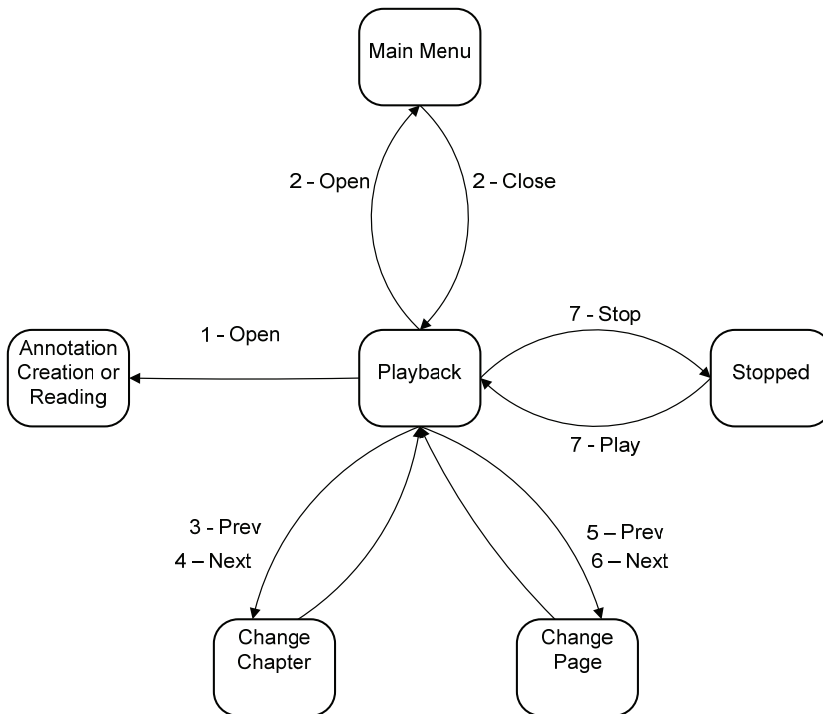 Main Menu
2 - Open
2 - Close
7 - Stop
1 - Open
Annotation
Creation or
Reading
Playback
Stopped
7 - Play
3 - Prev
4 – Next
5 – Prev
6 – Next
Change
Chapter
Change
Page